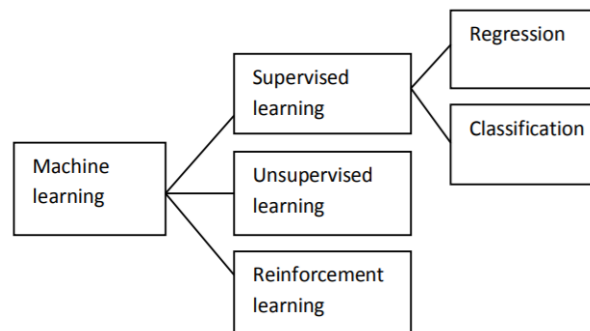 Regression
Supervised
learning
Classification
Machine
learning
Unsupervised
learning
Reinforcement
learning